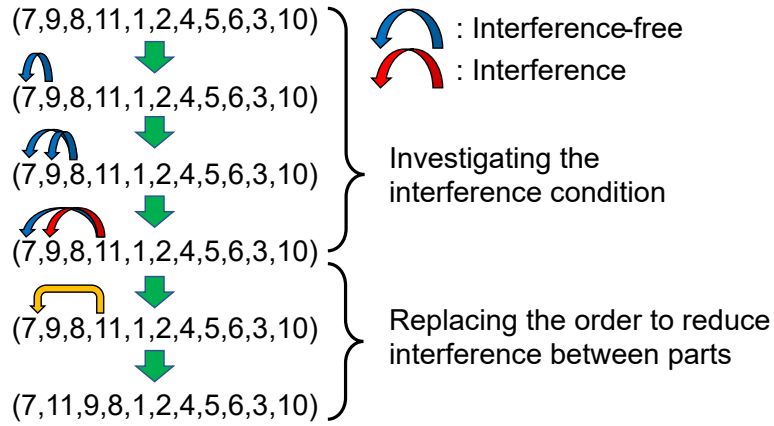 (7,9,8,11,1,2,4,5,6,3,10)
(7,9,8,11,1,2,4,5,6,3,10)
(7,9,8,11,1,2,4,5,6,3,10)
(7,9,8,11,1,2,4,5,6,3,10)
(7,9,8,11,1,2,4,5,6,3,10)
(7,11,9,8,1,2,4,5,6,3,10)
: Interference-free
: Interference
Investigating the
interference condition
Replacing the order to reduce
interference between parts